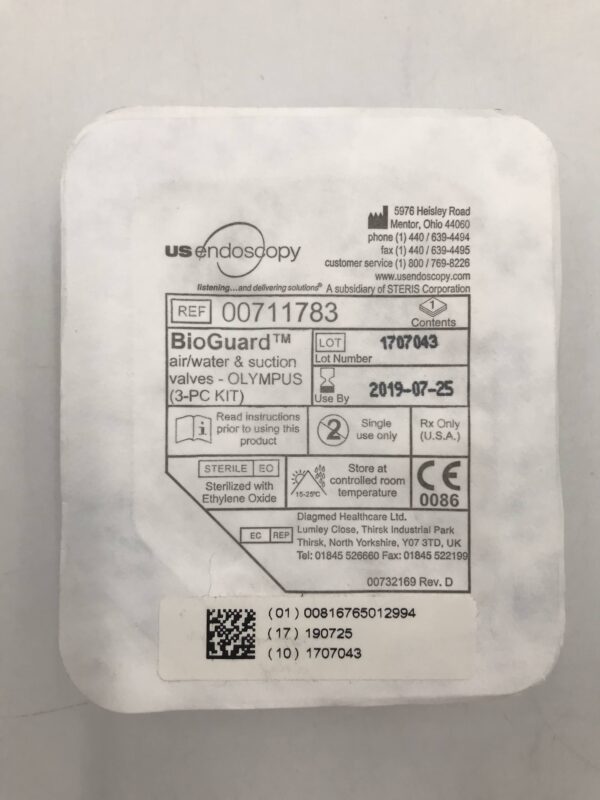 5976 Heisley Road
Mentor, Ohio 44060
phone (1) 440 / 639-4494
fax (1) 440 / 639-4495
customer service (1) 800 / 769-8226
www.usendoscopy.com
us endoscopy
listening...and delivering solutions® A subsidiary of STERIS Corporation
REF 00711783
1
Contents
BioGuard™
air/water & suction
valves - OLYMPUS
(3-PC KIT)
LOT 1707043
Lot Number
Use By 2019-07-25
Read instructions
prior to using this
product
2 Single
use only
Rx Only
(U.S.A.)
STERILE EO
Sterilized with
Ethylene Oxide
15-25ºC
Store at
controlled room
temperature
CE
0086
EC REP
Diagmed Healthcare Ltd.
Lumley Close, Thirsk Industrial Park
Thirsk, North Yorkshire, Y07 3TD, UK
Tel: 01845 526660 Fax: 01845 522199
00732169 Rev. D
(01) 00816765012994
(17) 190725
(10) 1707043